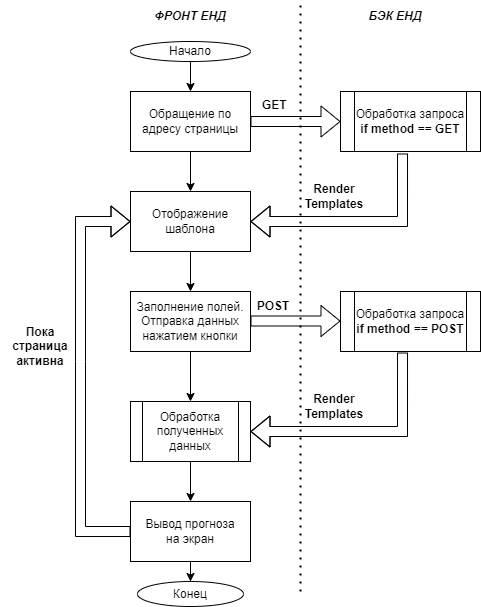 ФРОНТ ЕНД
БЭК ЕНД
Начало
Обращение по
адресу страницы
GET
Обработка запроса
if method == GET
Render
Templates
Отображение
шаблона
Заполнение полей.
Отправка данных
нажатием кнопки
POST
Обработка запроса
if method == POST
Пока
страница
активна
Render
Templates
Обработка
полученных
данных
Вывод прогноза
на экран
Конец